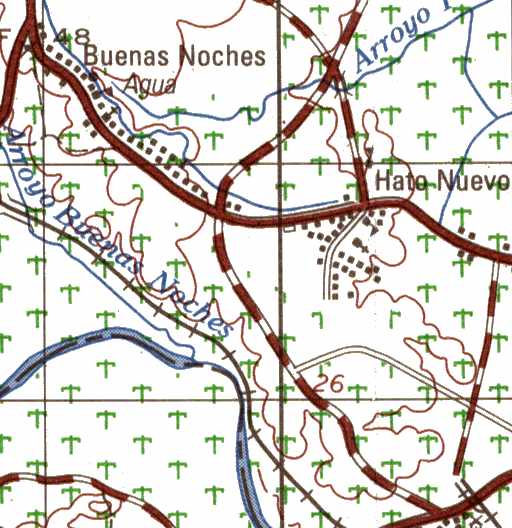 F 48
Buenas Noches
Agua
Arroyo
Hato Nuevo
Arroyo Buenas Noches
26